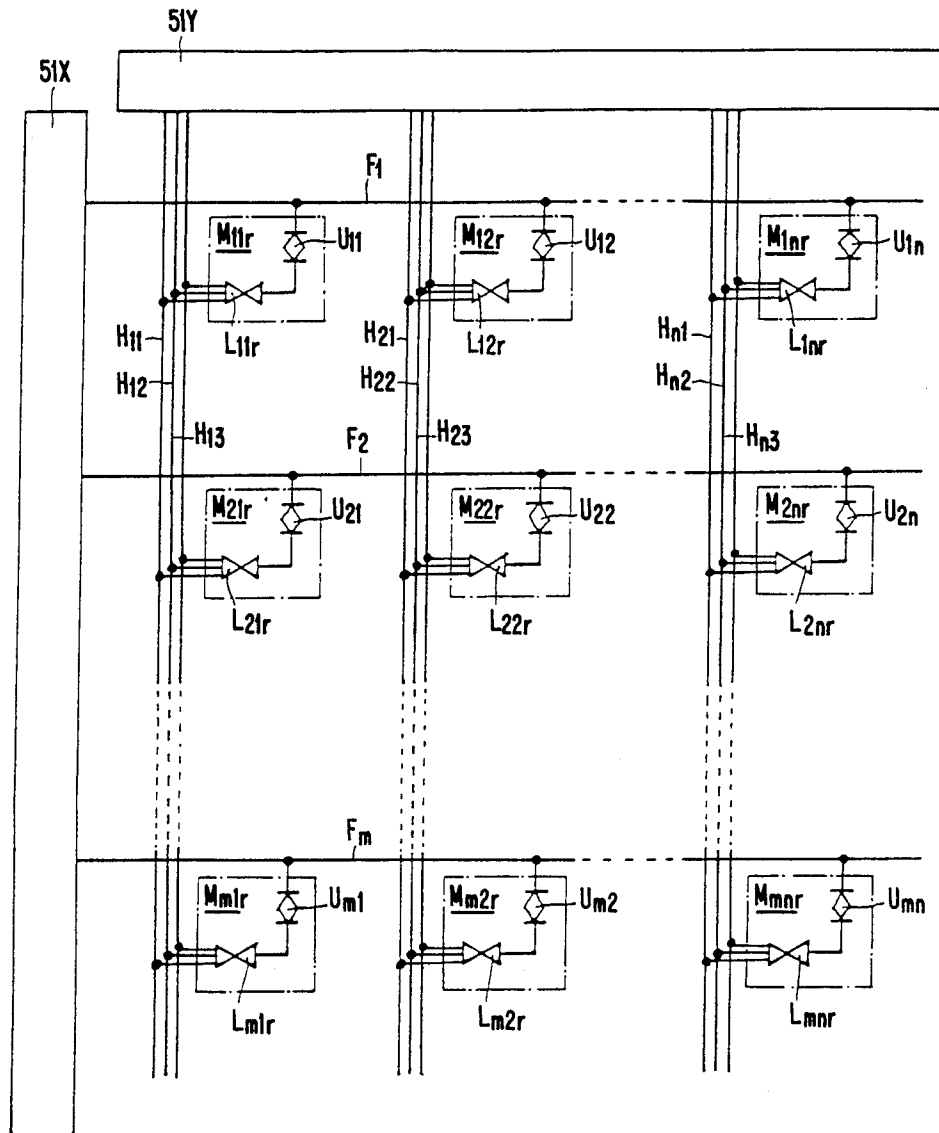 51Y
51X
F1
M11r U11 M12r U12 M1nr U1n
H11 L11r H21 L12r Hn1 L1nr
H12 H22 Hn2
H13 F2 H23 Hn3
M21r U21 M22r U22 M2nr U2n
L21r L22r L2nr
Fm
Mm1r Um1 Mm2r Um2 Mmnr Umn
Lm1r Lm2r Lmnr